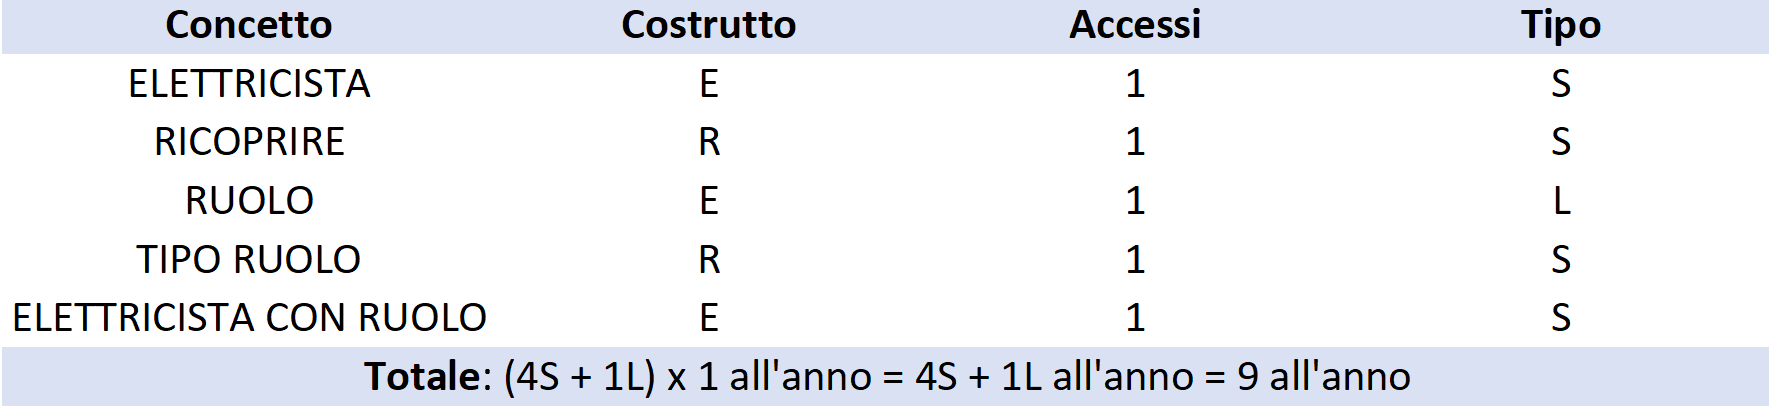 Concetto Costrutto Accessi Tipo
ELETTRICISTA E 1 S
RICOPRIRE R 1 S
RUOLO E 1 L
TIPO RUOLO R 1 S
ELETTRICISTA CON RUOLO E 1 S
Totale: (4S + 1L) x 1 all'anno = 4S + 1L all'anno = 9 all'anno